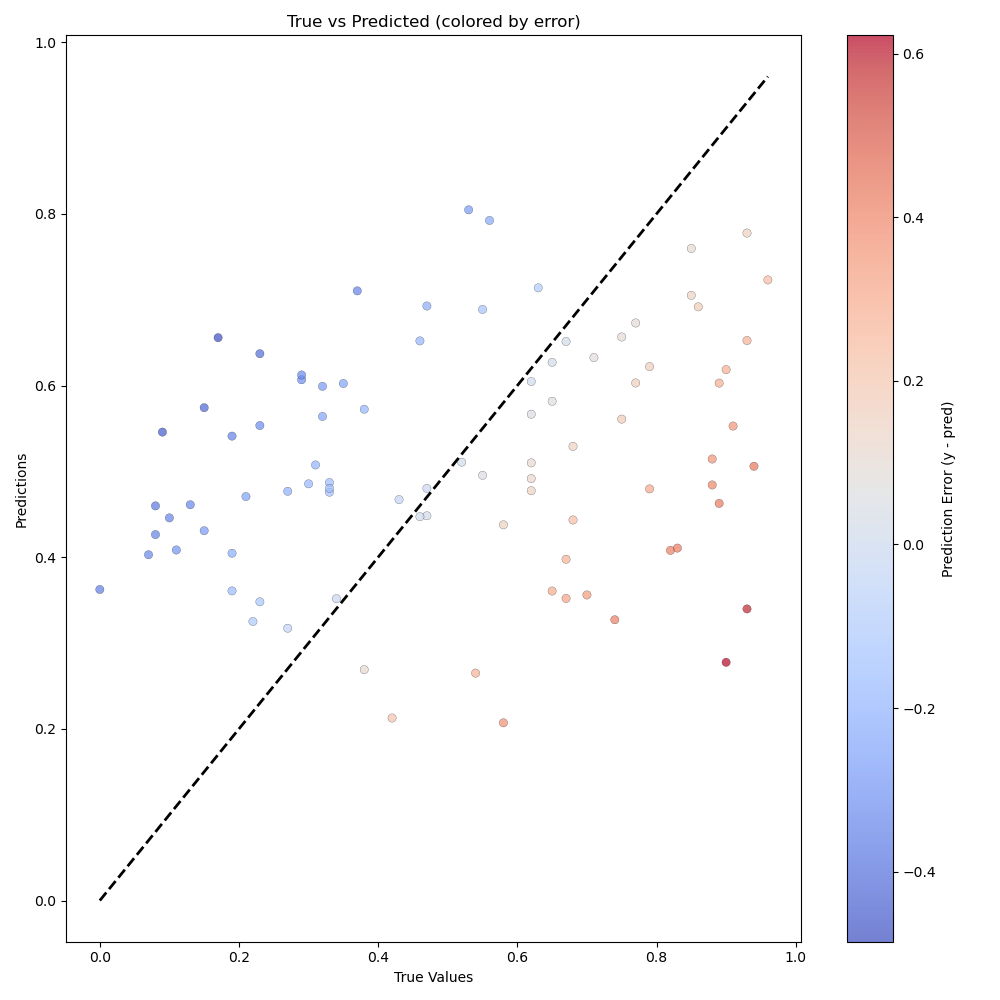 True vs Predicted (colored by error)
1.0
0.8
0.6
0.4
0.2
0.0
Predictions
0.0 0.2 0.4 0.6 0.8 1.0
True Values
0.6
0.4
0.2
0.0
−0.2
−0.4
Prediction Error (y - pred)